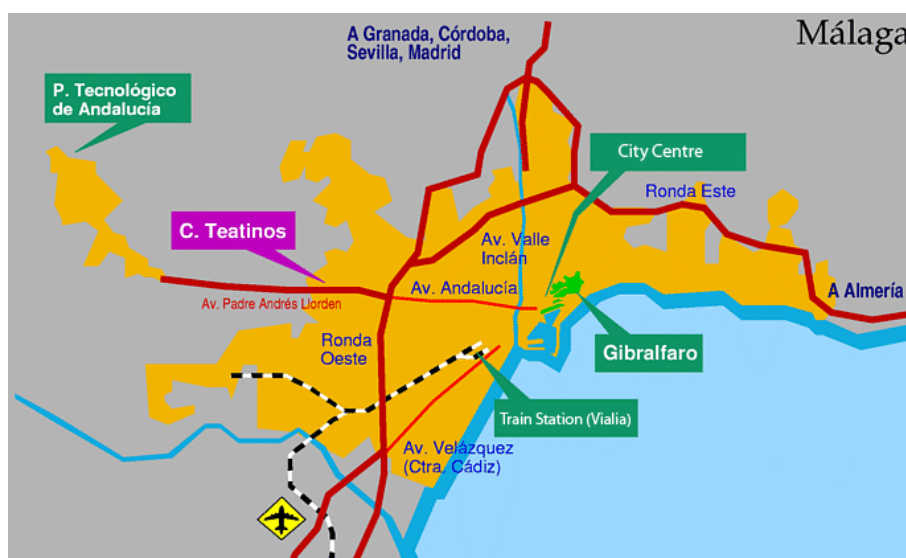 A Granada, Córdoba,
Sevilla, Madrid
Málaga
P. Tecnológico
de Andalucía
City Centre
Ronda Este
C. Teatinos
Av. Valle
Inclán
Av. Andalucía
Av. Padre Andrés Llorden
A Almería
Ronda
Oeste
Gibralfaro
Train Station (Vialia)
Av. Velázquez
(Ctra. Cádiz)